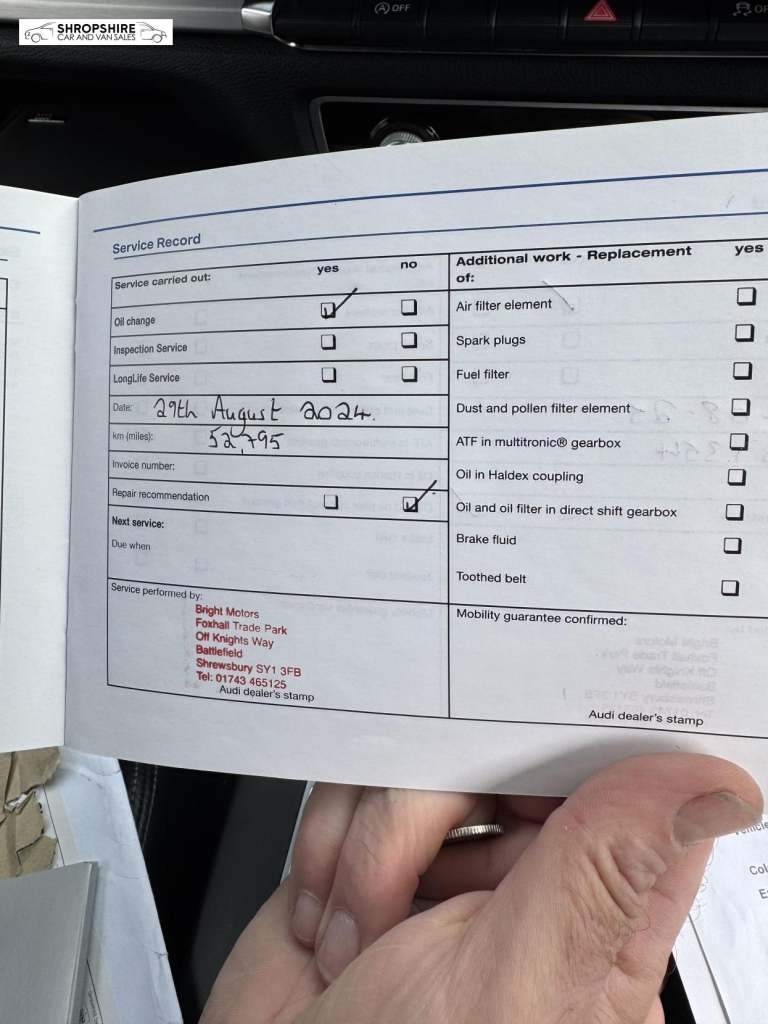 SHROPSHIRE
CAR AND VAN SALES
OFF
Service Record
Service carried out:
yes
no
Oil change
Inspection Service
LongLife Service
Date: 29th August 2024.
km (miles): 52,795
Invoice number:
Repair recommendation
Next service:
Due when
Service performed by:
Bright Motors
Foxhall Trade Park
Off Knights Way
Battlefield
Shrewsbury SY1 3FB
Tel: 01743 465125
Audi dealer's stamp
Additional work - Replacement of:
yes
Air filter element
Spark plugs
Fuel filter
Dust and pollen filter element
ATF in multitronic® gearbox
Oil in Haldex coupling
Oil and oil filter in direct shift gearbox
Brake fluid
Toothed belt
Mobility guarantee confirmed:
Audi dealer's stamp